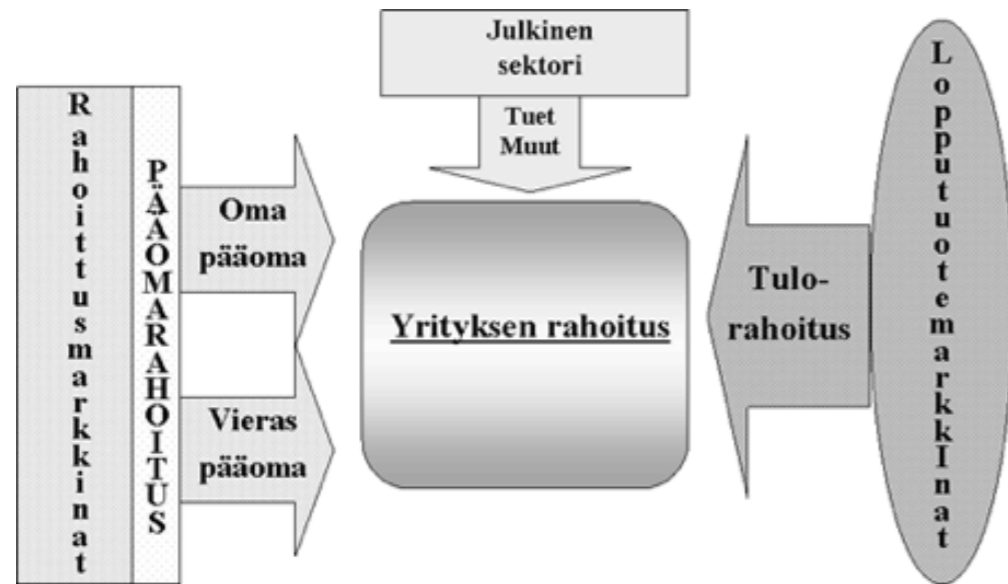 Julkinen
sektori
Tuet
Muut
Rahoittusmarkkinat
PÄÄOMARAHOITUS
Oma
pääoma
Vieras
pääoma
Yrityksen rahoitus
Tulo-
rahoitus
LopputuotemarkkInat